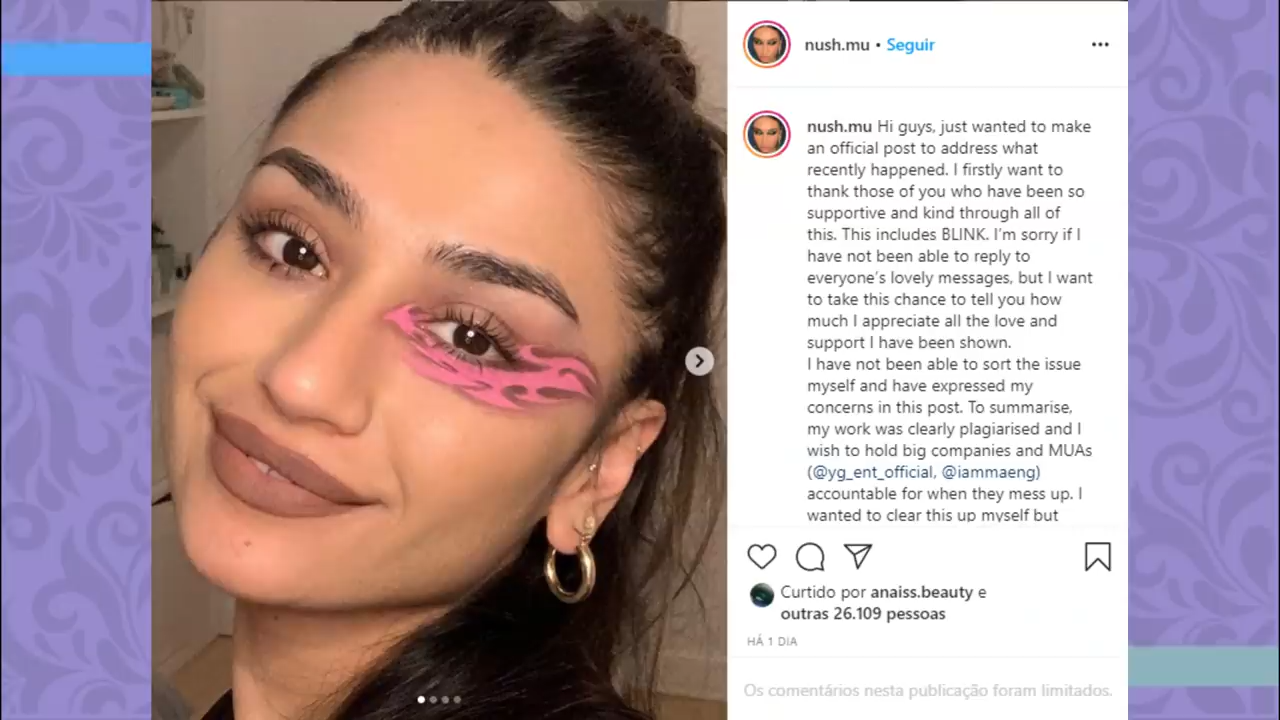 nush.mu • Seguir
nush.mu Hi guys, just wanted to make
an official post to address what
recently happened. I firstly want to
thank those of you who have been so
supportive and kind through all of
this. This includes BLINK. I'm sorry if I
have not been able to reply to
everyone's lovely messages, but I want
to take this chance to tell you how
much I appreciate all the love and
support I have been shown.
I have not been able to sort the issue
myself and have expressed my
concerns in this post. To summarise,
my work was clearly plagiarised and I
wish to hold big companies and MUAs
(@yg_ent_official, @iammaeng)
accountable for when they mess up. I
wanted to clear this up myself but
Curtido por anaiss.beauty e
outras 26.109 pessoas
HÁ 1 DIA
Os comentários nesta publicação foram limitados.